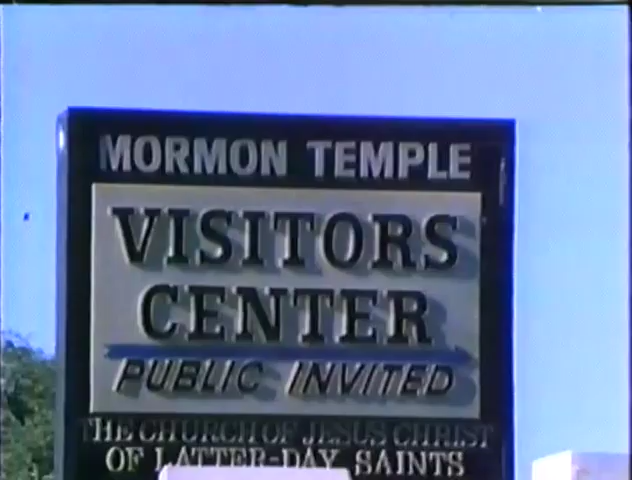 MORMON TEMPLE
VISITORS
CENTER
PUBLIC INVITED
THE CHURCH OF JESUS CHRIST
OF LATTER-DAY SAINTS